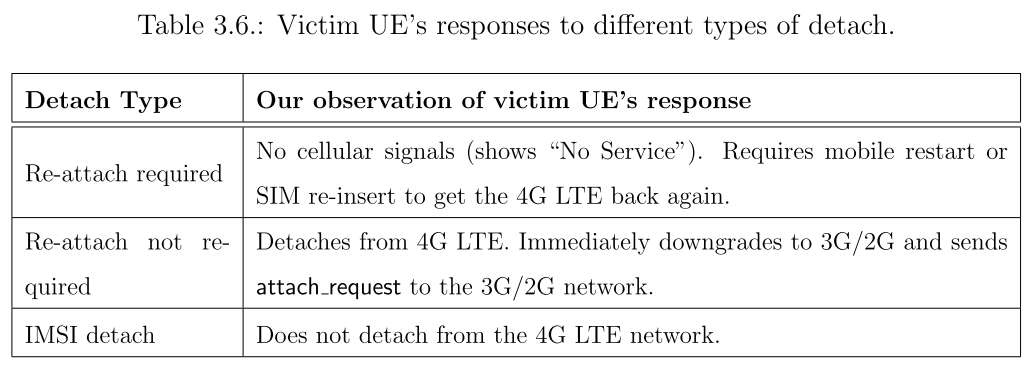 Table 3.6.: Victim UE's responses to different types of detach.
Detach Type
Our observation of victim UE's response
Re-attach required
No cellular signals (shows “No Service”). Requires mobile restart or
SIM re-insert to get the 4G LTE back again.
Re-attach not re-
quired
Detaches from 4G LTE. Immediately downgrades to 3G/2G and sends
attach_request to the 3G/2G network.
IMSI detach
Does not detach from the 4G LTE network.